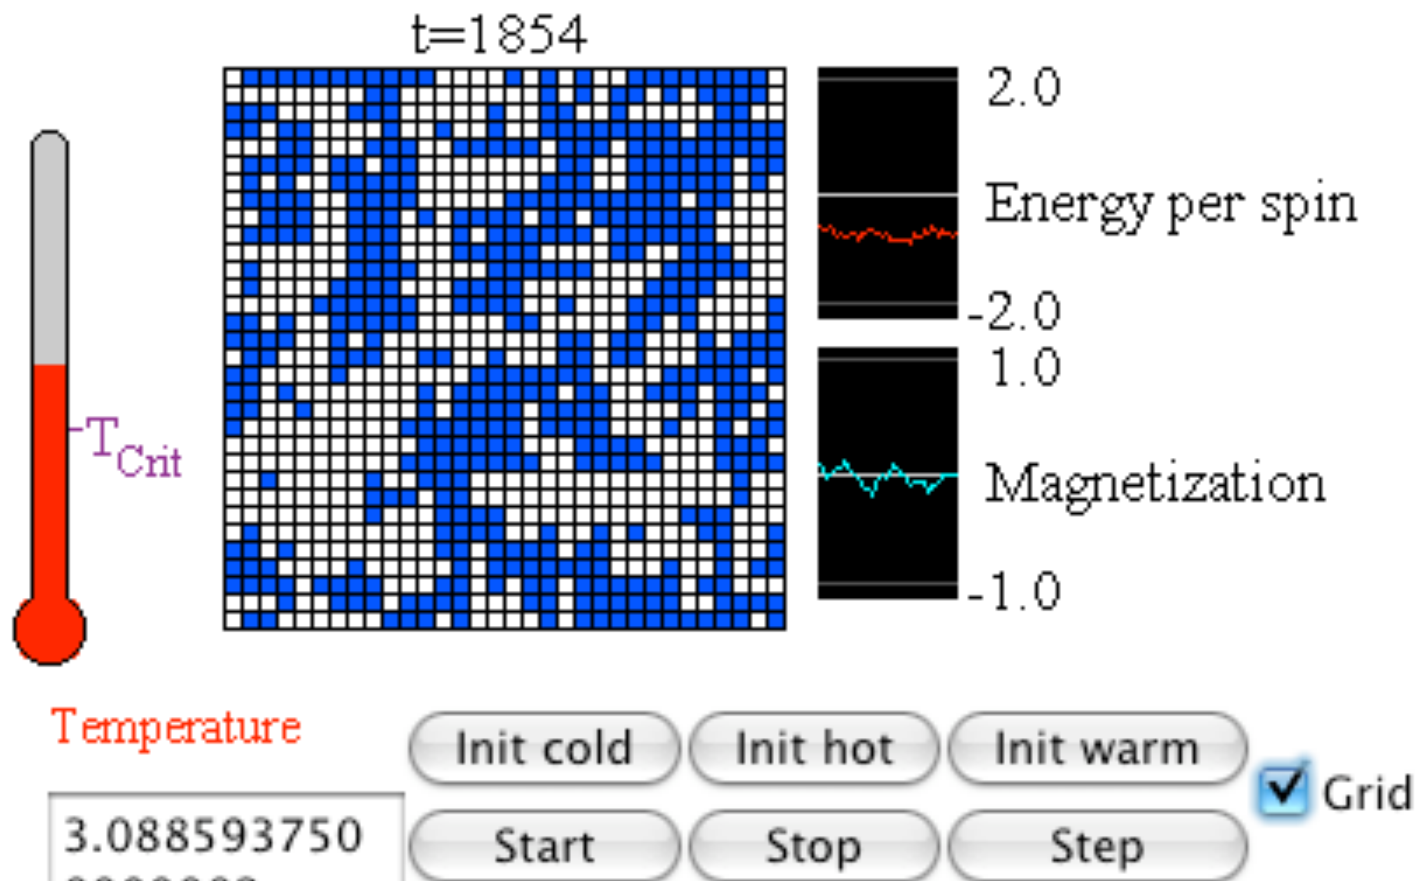 t=1854
2.0
Energy per spin
-2.0
1.0
Magnetization
-1.0
-TCrit
Temperature
Init cold
Init hot
Init warm
Grid
3.088593750
Start
Stop
Step